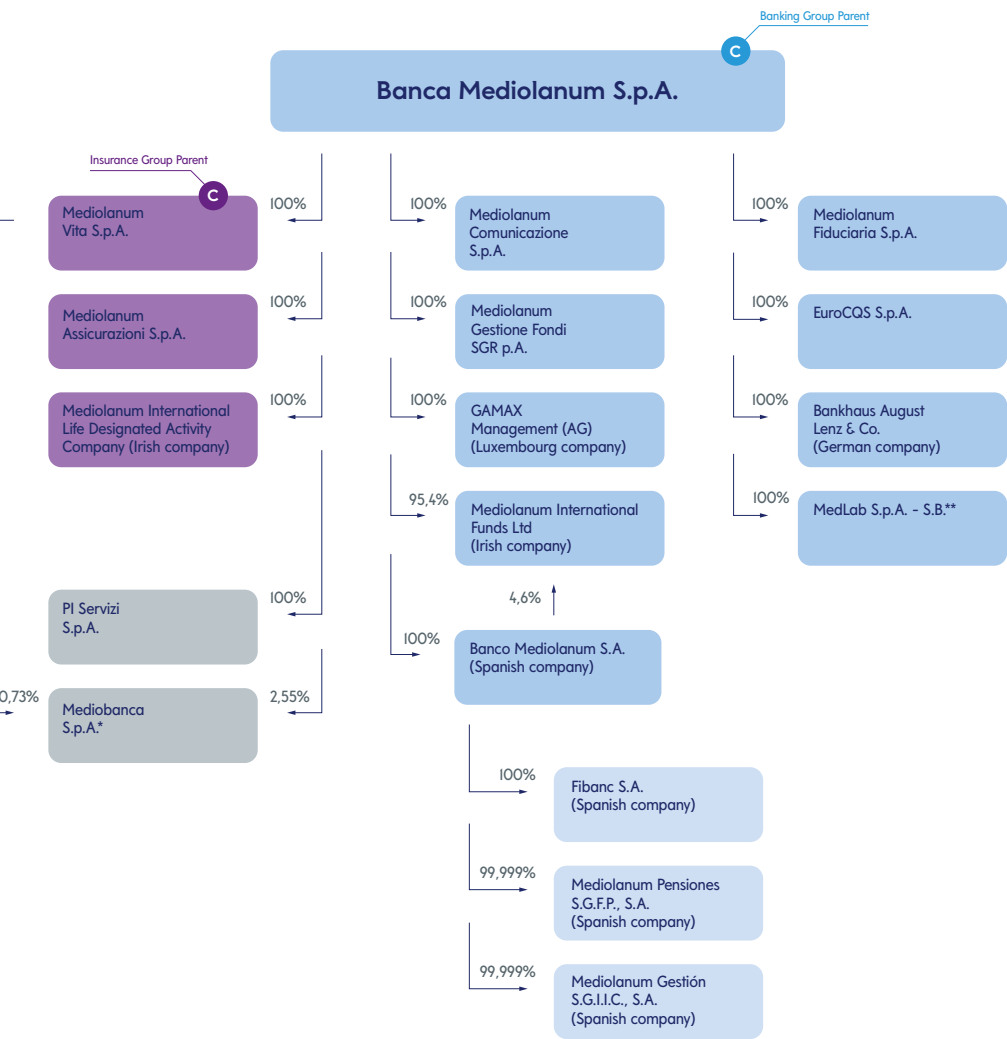 Banking Group Parent
C
Banca Mediolanum S.p.A.
Insurance Group Parent
C
100%
Mediolanum
Vita S.p.A.
100%
Mediolanum
Assicurazioni S.p.A.
100%
Mediolanum International
Life Designated Activity
Company (Irish company)
100%
PI Servizi
S.p.A.
0,73%
Mediobanca
S.p.A.*
2,55%
100%
Mediolanum
Comunicazione
S.p.A.
100%
Mediolanum
Gestione Fondi
SGR p.A.
100%
GAMAX
Management (AG)
(Luxembourg company)
95,4%
Mediolanum International
Funds Ltd
(Irish company)
4,6%
100%
Banco Mediolanum S.A.
(Spanish company)
100%
Fibanc S.A.
(Spanish company)
99,999%
Mediolanum Pensiones
S.G.F.P., S.A.
(Spanish company)
99,999%
Mediolanum Gestión
S.G.I.I.C., S.A.
(Spanish company)
100%
Mediolanum
Fiduciaria S.p.A.
100%
EuroCQS S.p.A.
100%
Bankhaus August
Lenz & Co.
(German company)
100%
MedLab S.p.A. - S.B.**